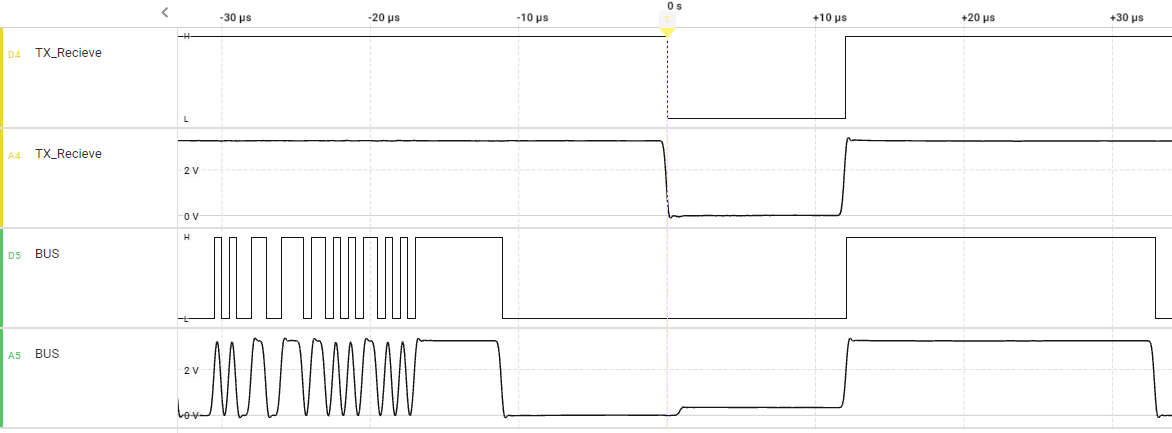 0 s
-30 µs -20 µs -10 µs T +10 µs +20 µs +30 µs
D4 TX_Recieve H
L
A4 TX_Recieve
2 V
0 V
D5 BUS H
L
A5 BUS
2 V
0 V